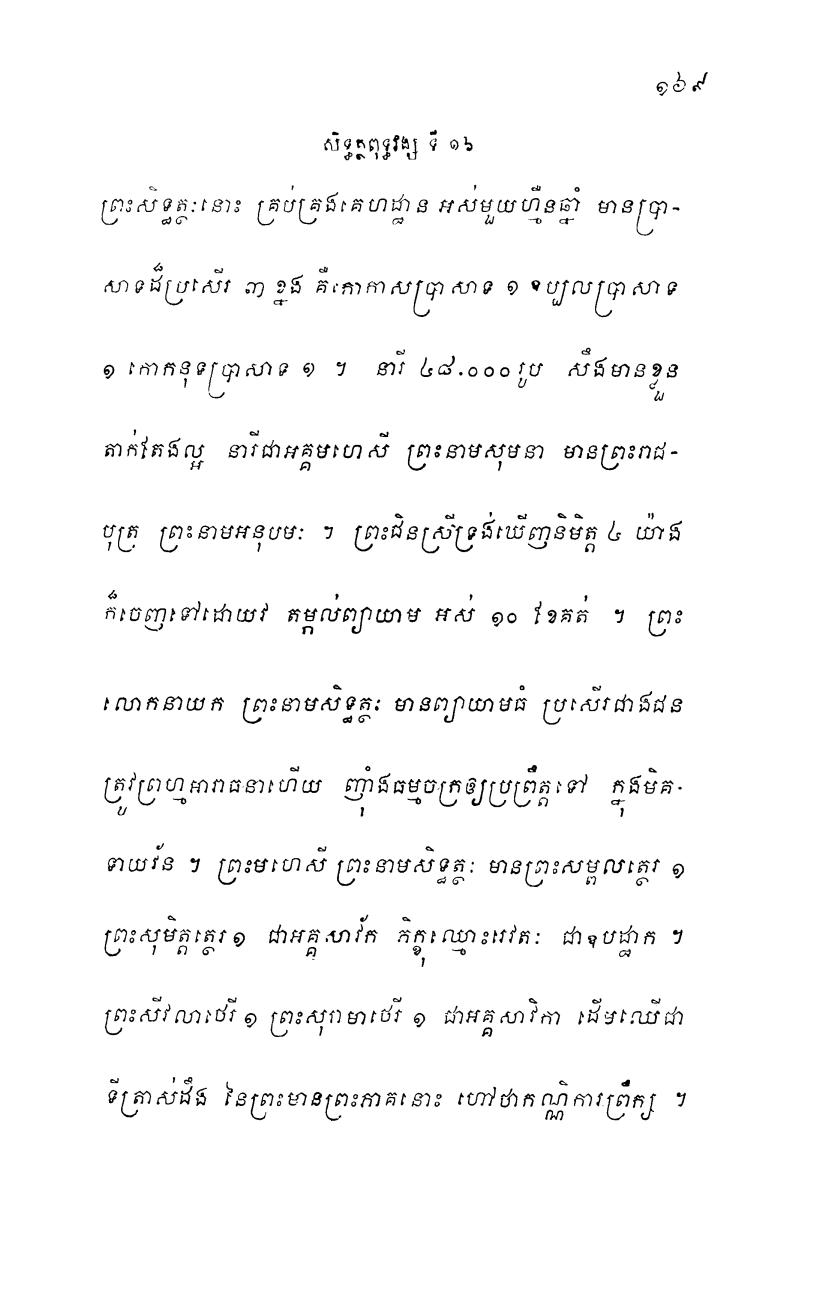 ១៦៩
សិទ្ធត្ថពុទ្ធវង្ស ទី ១៦
ព្រះសិទ្ធត្ថៈនោះ គ្រប់គ្រងគេហដ្ឋាន អស់មួយហ្មឺនឆ្នាំ មានប្រា-
សាទដ៏ប្រសើរ ៣ ខ្នង គឺកោកាសប្រាសាទ ១ ឧប្បលប្រាសាទ
១ កោកនុទប្រាសាទ ១ ។ នារី ៤៨.០០០ រូប សឹងមានខ្លួន
តាក់តែងល្អ នារីជាអគ្គមហេសី ព្រះនាមសុមនា មានព្រះរាជ-
បុត្រ ព្រះនាមអនុបមៈ ។ ព្រះជិនស្រីទ្រង់ឃើញនិមិត្ត ៤ យ៉ាង
ក៏ចេញទៅដោយវ តម្កល់ព្យាយាម អស់ ១០ ខែគត់ ។ ព្រះ
លោកនាយក ព្រះនាមសិទ្ធត្ថៈ មានព្យាយាមធំ ប្រសើរជាងជន
ត្រូវព្រហ្មអារាធនាហើយ ញ៉ាំងធម្មចក្រឲ្យប្រព្រឹត្តទៅ ក្នុងមិគ-
ទាយវ័ន ។ ព្រះមហេសី ព្រះនាមសិទ្ធត្ថៈ មានព្រះសម្ពលត្ថេរ ១
ព្រះសុមិត្តត្ថេរ ១ ជាអគ្គសាវ័ក ភិក្ខុឈ្មោះរេវតៈ ជាឧបដ្ឋាក ។
ព្រះសីវលាថេរី ១ ព្រះសុរាមាថេរី ១ ជាអគ្គសាវិកា ដើមឈើជា
ទីត្រាស់ដឹង នៃព្រះមានព្រះភាគនោះ ហៅថាកណ្ណិការព្រឹក្ស ។